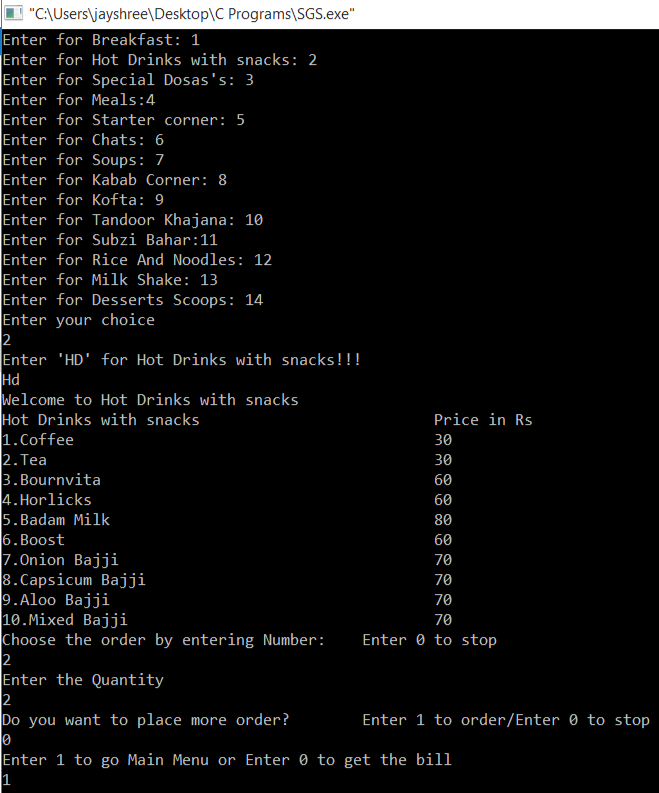 "C:\Users\jayshree\Desktop\C Programs\SGS.exe"
Enter for Breakfast: 1
Enter for Hot Drinks with snacks: 2
Enter for Special Dosas's: 3
Enter for Meals:4
Enter for Starter corner: 5
Enter for Chats: 6
Enter for Soups: 7
Enter for Kabab Corner: 8
Enter for Kofta: 9
Enter for Tandoor Khajana: 10
Enter for Subzi Bahar:11
Enter for Rice And Noodles: 12
Enter for Milk Shake: 13
Enter for Desserts Scoops: 14
Enter your choice
2
Enter 'HD' for Hot Drinks with snacks!!!
Hd
Welcome to Hot Drinks with snacks
Hot Drinks with snacks                          Price in Rs
1.Coffee                                        30
2.Tea                                           30
3.Bournvita                                     60
4.Horlicks                                      60
5.Badam Milk                                    80
6.Boost                                         60
7.Onion Bajji                                   70
8.Capsicum Bajji                                70
9.Aloo Bajji                                    70
10.Mixed Bajji                                  70
Choose the order by entering Number:    Enter 0 to stop
2
Enter the Quantity
2
Do you want to place more order?        Enter 1 to order/Enter 0 to stop
0
Enter 1 to go Main Menu or Enter 0 to get the bill
1